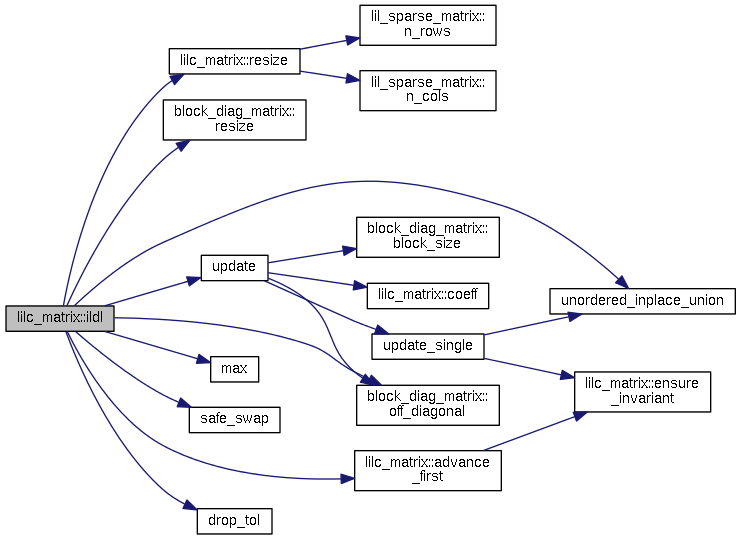 lil_sparse_matrix::
n_rows
lilc_matrix::resize
lil_sparse_matrix::
n_cols
block_diag_matrix::
resize
block_diag_matrix::
block_size
update
lilc_matrix::coeff
unordered_inplace_union
lilc_matrix::ildl
update_single
max
lilc_matrix::ensure
_invariant
block_diag_matrix::
off_diagonal
safe_swap
lilc_matrix::advance
_first
drop_tol